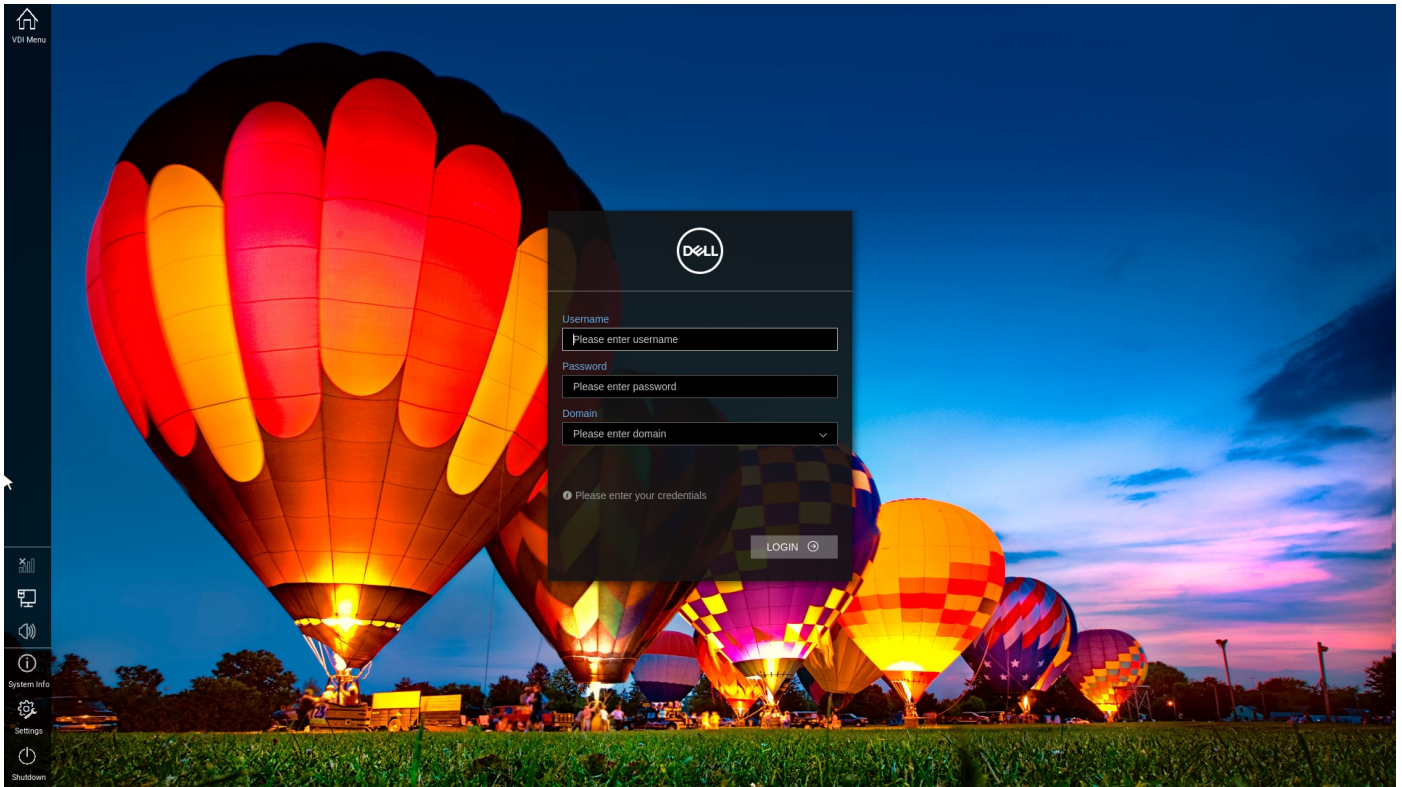 VDI Menu
DELL
Username
Please enter username
Password
Please enter password
Domain
Please enter domain
Please enter your credentials
LOGIN
System Info
Settings
Shutdown